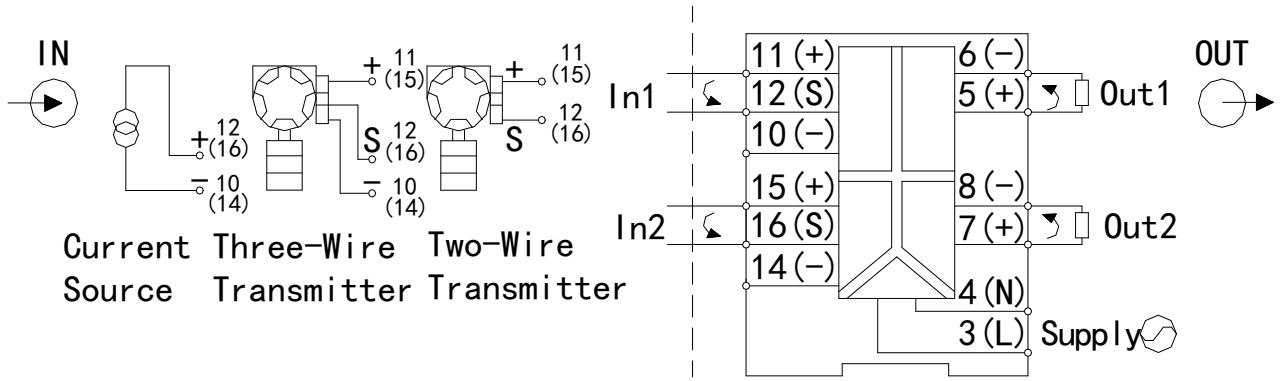 IN
+ 12
(16)
- 10
(14)
Current
Source
+ 11
(15)
S 12
(16)
- 10
(14)
Three-Wire
Transmitter
+ 11
(15)
S 12
(16)
Two-Wire
Transmitter
In1
In2
11(+)
12(S)
10(-)
15(+)
16(S)
14(-)
6(-)
5(+)
8(-)
7(+)
4(N)
3(L)
Out1
Out2
Supply
OUT